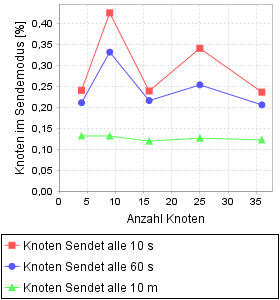 Knoten im Sendemodus [%]
0,40
0,35
0,30
0,25
0,20
0,15
0,10
0,05
0,00
0 5 10 15 20 25 30 35
Anzahl Knoten
Knoten Sendet alle 10 s
Knoten Sendet alle 60 s
Knoten Sendet alle 10 m